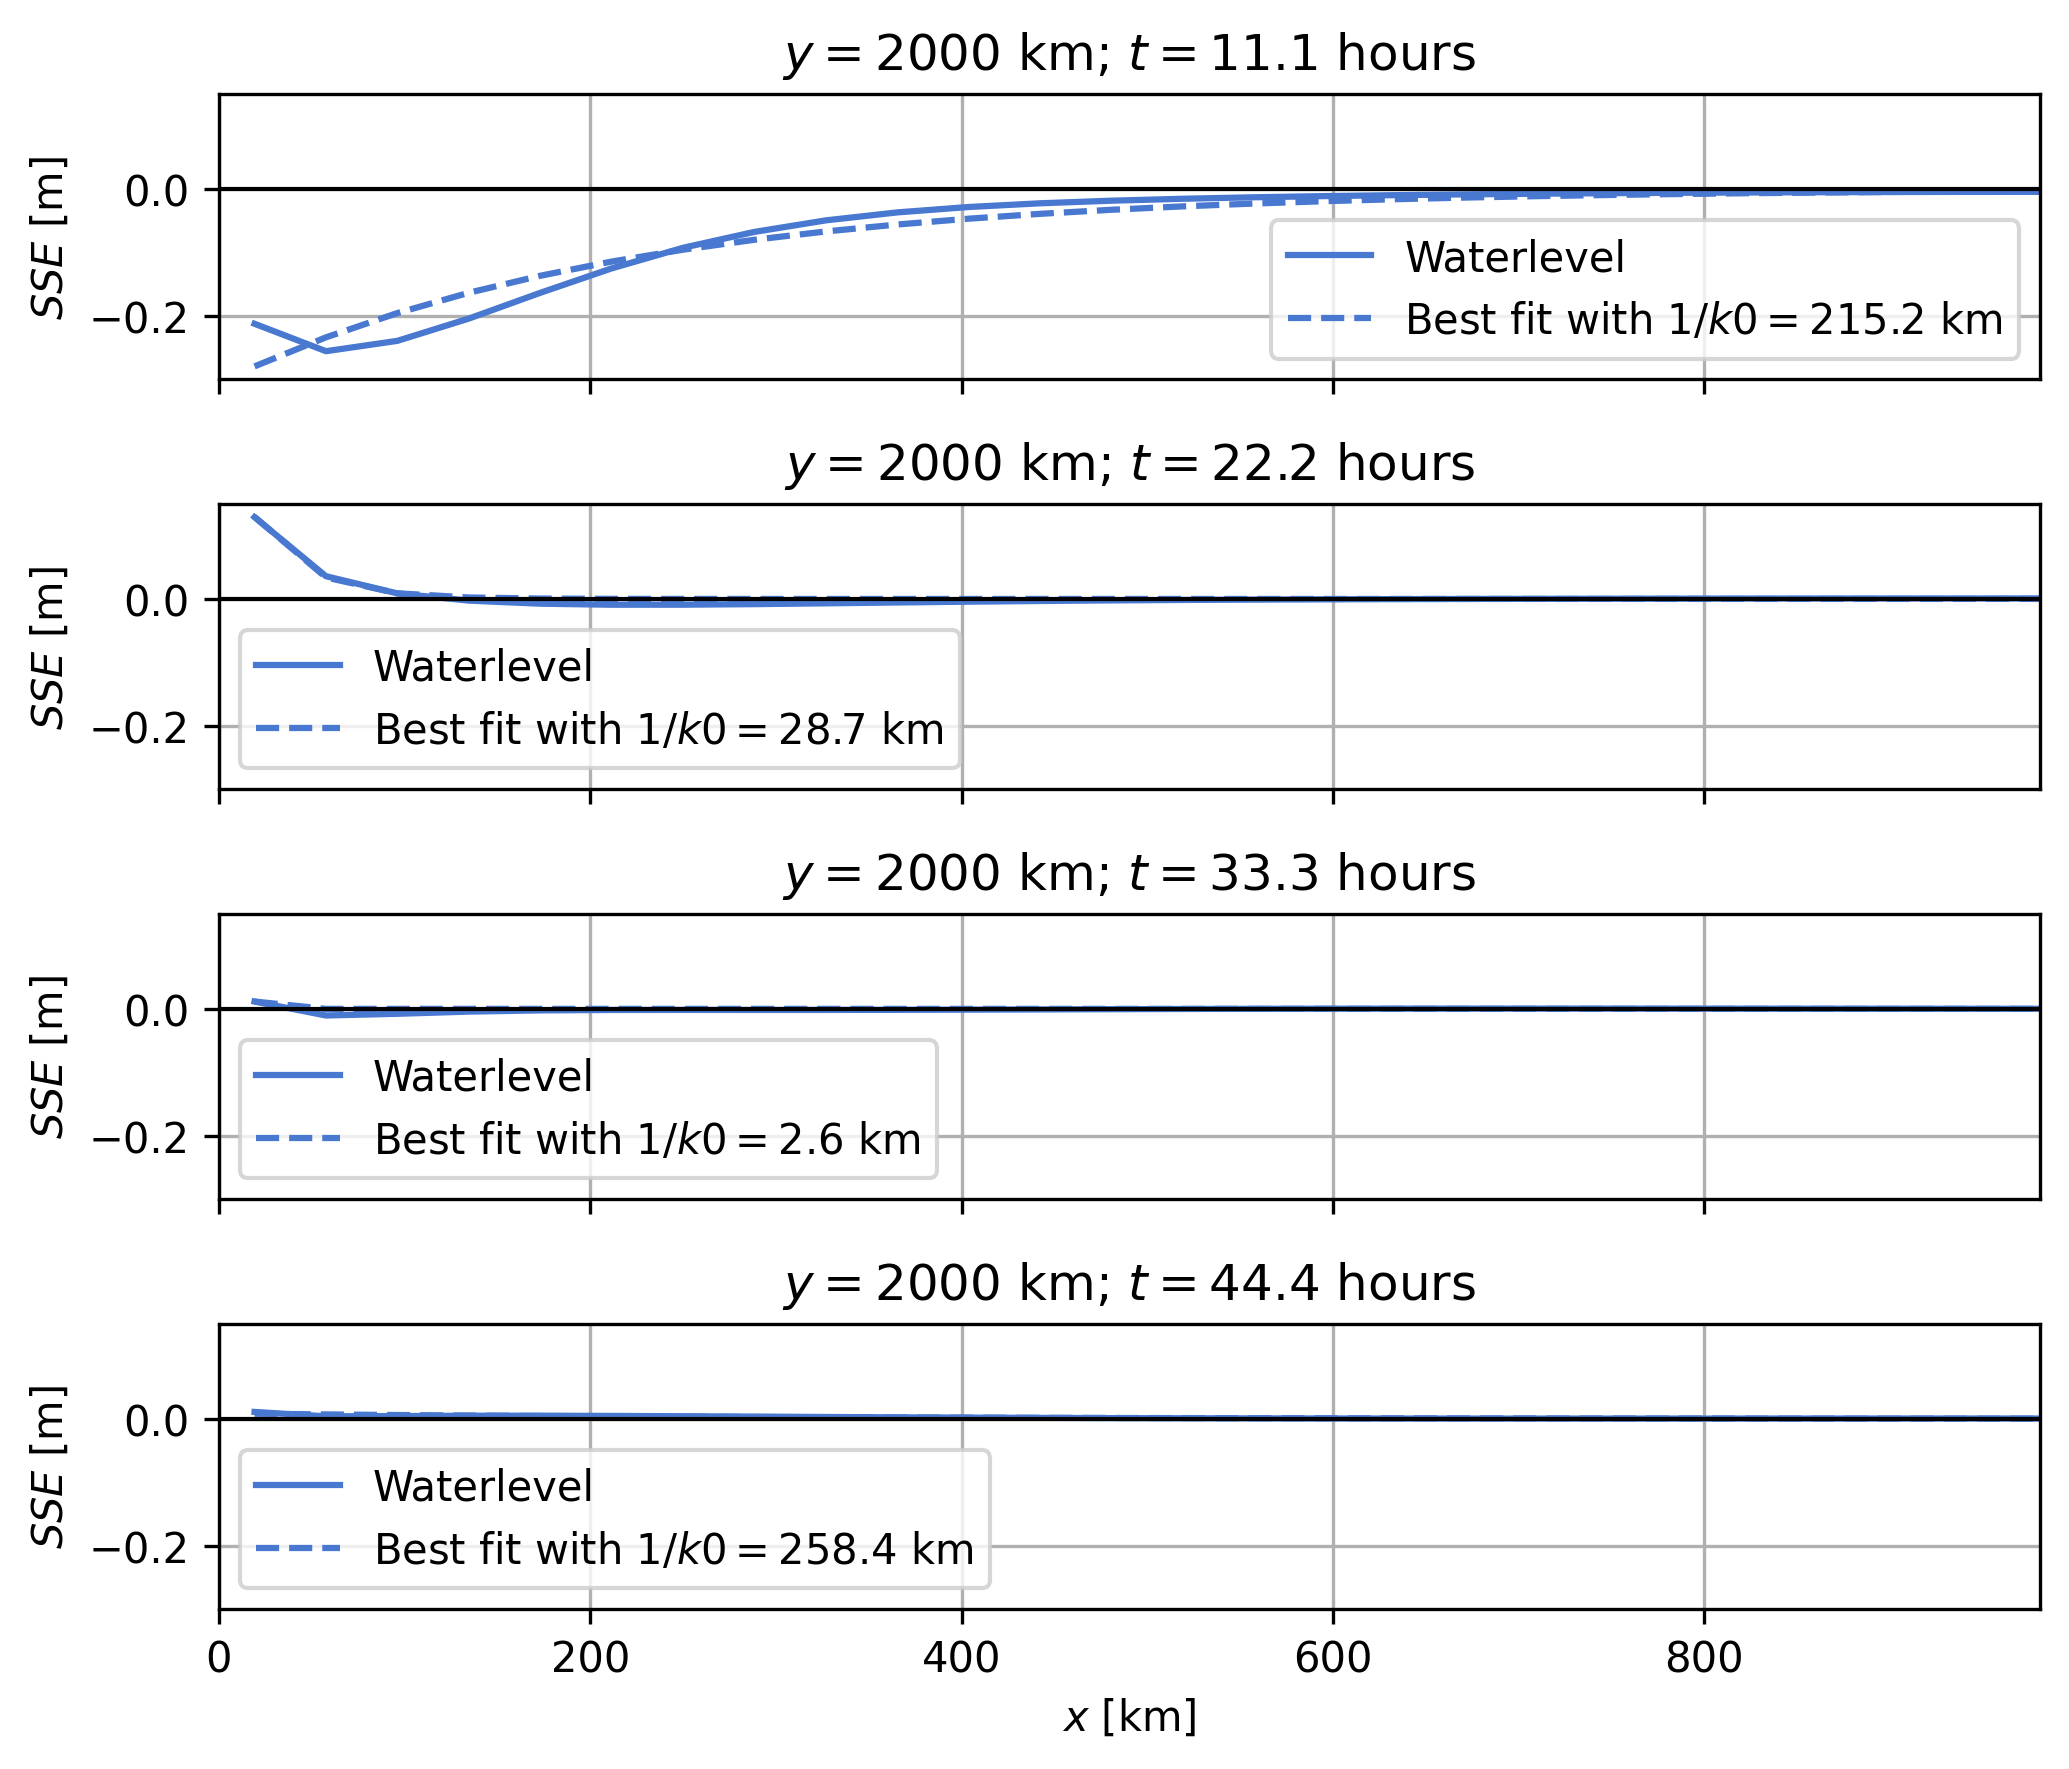 y = 2000 km; t = 11.1 hours
SSE [m]
0.0
−0.2
Waterlevel
Best fit with 1/k0 = 215.2 km
y = 2000 km; t = 22.2 hours
SSE [m]
0.0
−0.2
Waterlevel
Best fit with 1/k0 = 28.7 km
y = 2000 km; t = 33.3 hours
SSE [m]
0.0
−0.2
Waterlevel
Best fit with 1/k0 = 2.6 km
y = 2000 km; t = 44.4 hours
SSE [m]
0.0
−0.2
Waterlevel
Best fit with 1/k0 = 258.4 km
0 200 400 600 800
x [km]